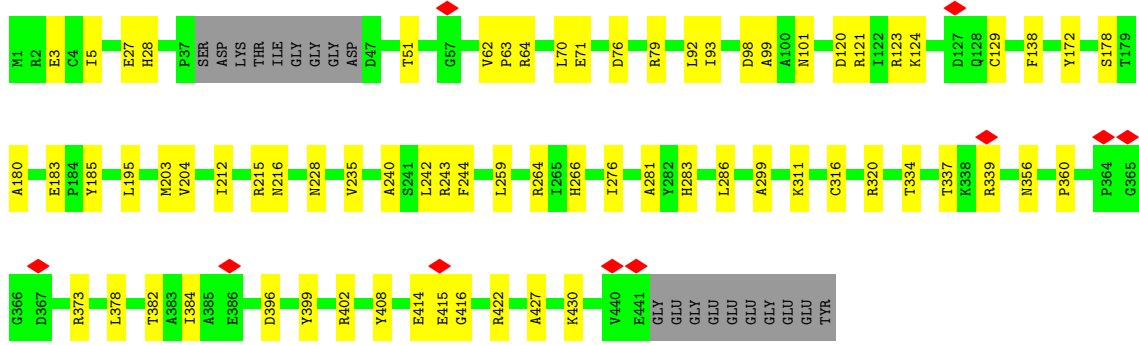 M1 R2 E3 C4 I5 E27 H28 P37 SER ASP LYS THR ILE GLY GLY GLY ASP D47 T51 G57 V62 P63 R64 L70 E71 D76 R79 L92 I93 D98 A99 A100 N101 D120 R121 I122 R123 K124 D127 Q128 C129 F138 Y172 S178 T179
A180 E183 P184 Y185 L195 M203 V204 I212 R215 N216 N228 V235 A240 S241 L242 R243 F244 L259 R264 I265 H266 I276 A281 Y282 H283 L286 A299 K311 C316 R320 T334 T337 K338 R339 N356 P360 P364 G365
G366 D367 R373 L378 T382 A383 I384 A385 E386 D396 Y399 R402 Y408 E414 E415 G416 R422 A427 K430 V440 E441 GLY GLU GLY GLU GLU GLU GLY GLU GLU TYR